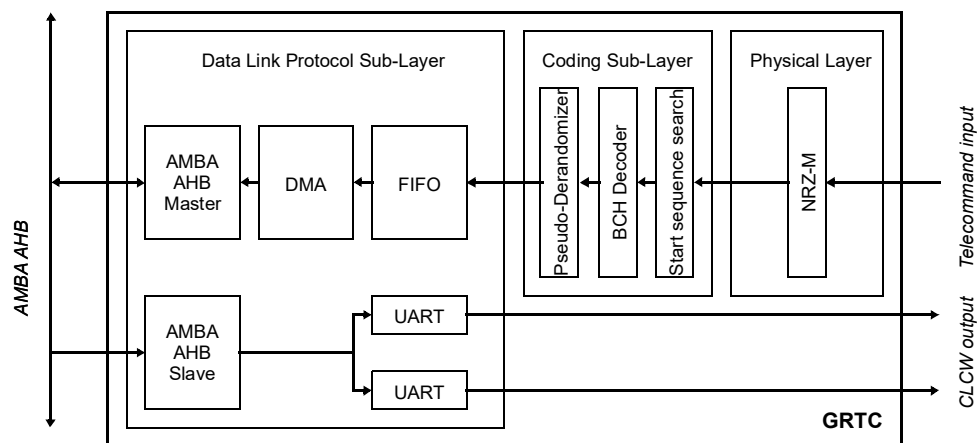 Data Link Protocol Sub-Layer
Coding Sub-Layer
Physical Layer
AMBA
AHB
Master
DMA
FIFO
Pseudo-Derandomizer
BCH Decoder
Start sequence search
NRZ-M
Telecommand input
AMBA AHB
AMBA
AHB
Slave
UART
UART
CLCW output
GRTC